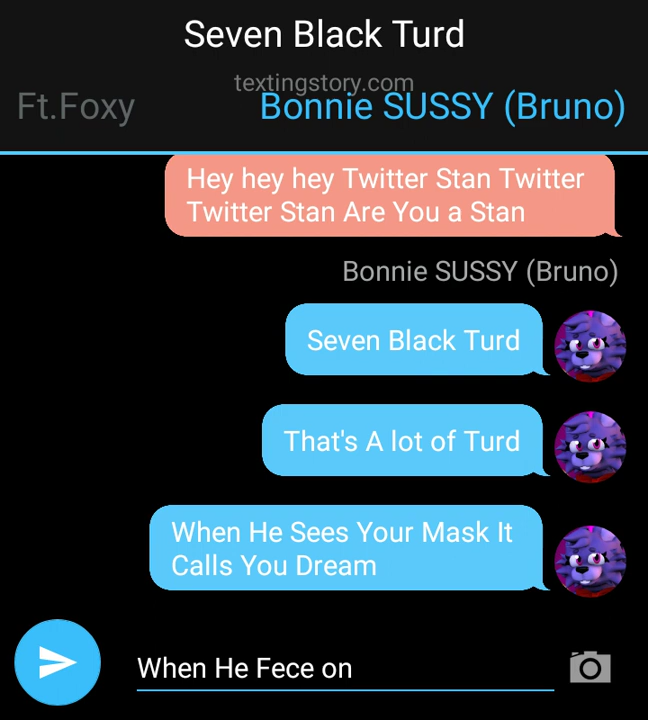 Seven Black Turd
textingstory.com
Ft.Foxy
Bonnie SUSSY (Bruno)
Hey hey hey Twitter Stan Twitter
Twitter Stan Are You a Stan
Bonnie SUSSY (Bruno)
Seven Black Turd
That's A lot of Turd
When He Sees Your Mask It
Calls You Dream
When He Fece on